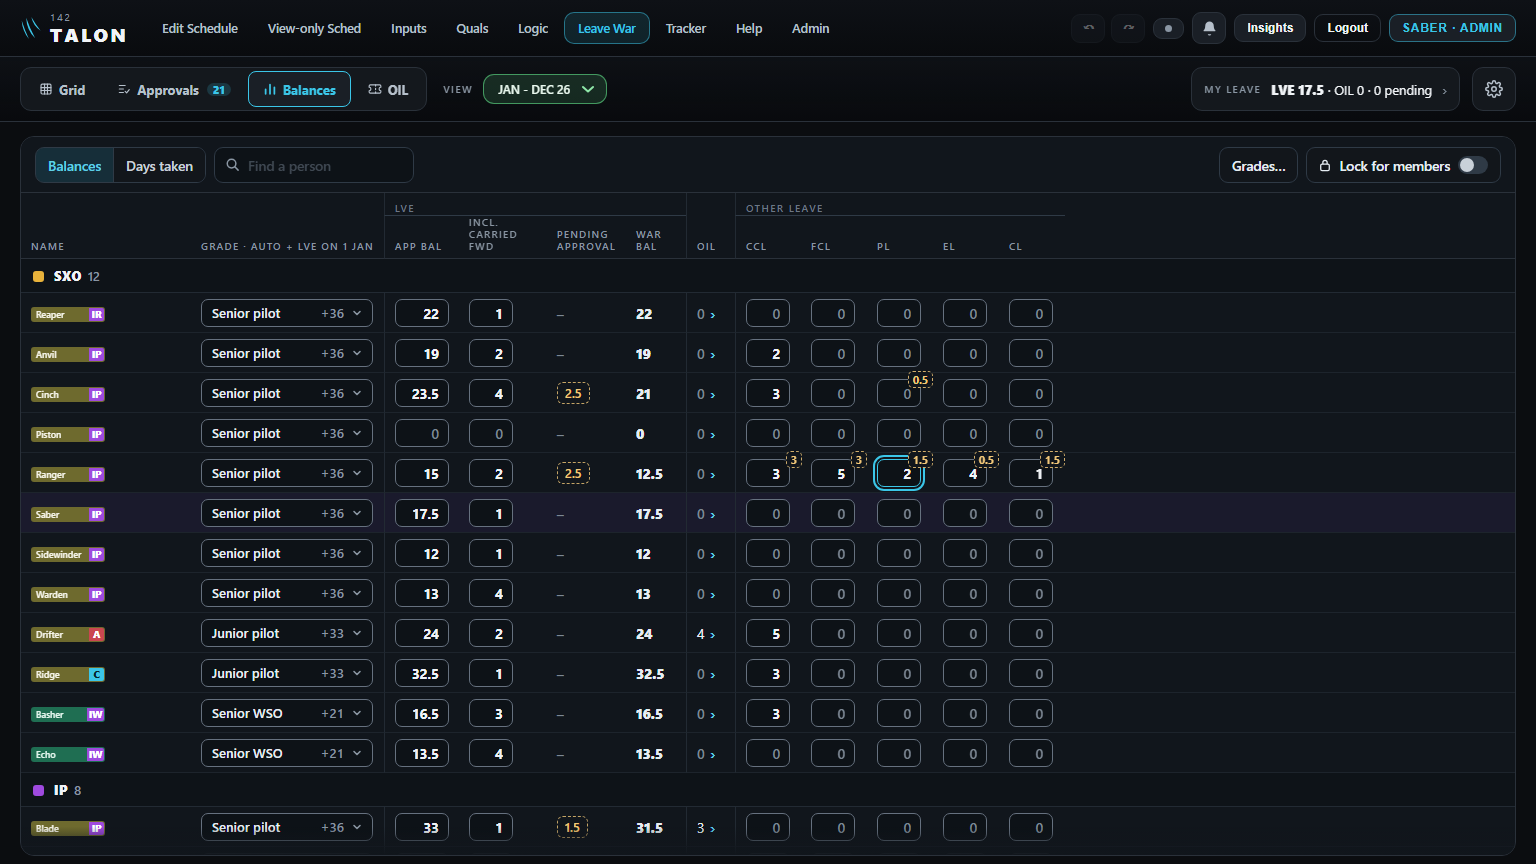 142
TALON
Edit Schedule
View-only Sched
Inputs
Quals
Logic
Leave War
Tracker
Help
Admin
Insights
Logout
SABER · ADMIN
Grid
Approvals 21
Balances
OIL
VIEW
JAN - DEC 26
MY LEAVE LVE 17.5 · OIL 0 · 0 pending ›
Balances
Days taken
Find a person
Grades...
Lock for members
LVE
OTHER LEAVE
NAME
GRADE · AUTO + LVE ON 1 JAN
APP BAL
INCL. CARRIED FWD
PENDING APPROVAL
WAR BAL
OIL
CCL
FCL
PL
EL
CL
SXO 12
Reaper IR Senior pilot +36 22 1 – 22 0 › 0 0 0 0 0
Anvil IP Senior pilot +36 19 2 – 19 0 › 2 0 0 0 0
Cinch IP Senior pilot +36 23.5 4 2.5 21 0 › 3 0 0 0.5 0 0
Piston IP Senior pilot +36 0 0 – 0 0 › 0 0 0 0 0
Ranger IP Senior pilot +36 15 2 2.5 12.5 0 › 3 3 5 3 2 1.5 4 0.5 1 1.5
Saber IP Senior pilot +36 17.5 1 – 17.5 0 › 0 0 0 0 0
Sidewinder IP Senior pilot +36 12 1 – 12 0 › 0 0 0 0 0
Warden IP Senior pilot +36 13 4 – 13 0 › 0 0 0 0 0
Drifter A Junior pilot +33 24 2 – 24 4 › 5 0 0 0 0
Ridge C Junior pilot +33 32.5 1 – 32.5 0 › 3 0 0 0 0
Basher IW Senior WSO +21 16.5 3 – 16.5 0 › 3 0 0 0 0
Echo IW Senior WSO +21 13.5 4 – 13.5 0 › 0 0 0 0 0
IP 8
Blade IP Senior pilot +36 33 1 1.5 31.5 3 › 0 0 0 0 0